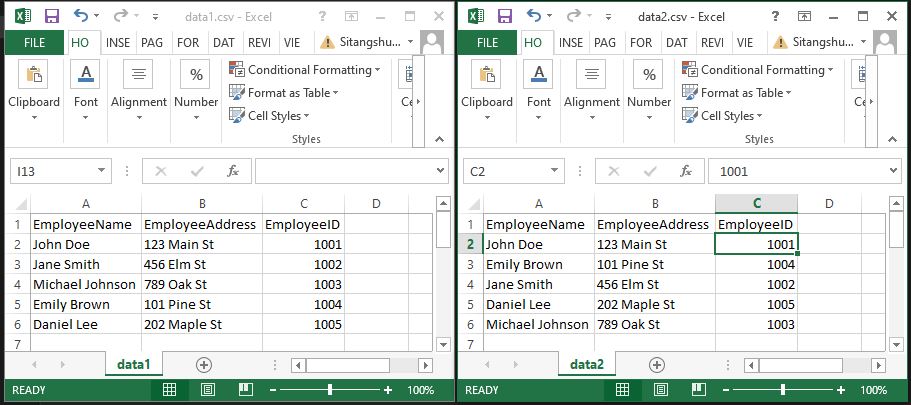 data1.csv - Excel
FILE HO INSE PAG FOR DAT REVI VIE Sitangshu...
Clipboard Font Alignment Number
%
Conditional Formatting
Format as Table
Cell Styles
Ce
Styles
I13 fx
A B C D
1 EmployeeName EmployeeAddress EmployeeID
2 John Doe 123 Main St 1001
3 Jane Smith 456 Elm St 1002
4 Michael Johnson 789 Oak St 1003
5 Emily Brown 101 Pine St 1004
6 Daniel Lee 202 Maple St 1005
7
data1
READY 100%
data2.csv - Excel
FILE HO INSE PAG FOR DAT REVI VIE Sitangshu...
Clipboard Font Alignment Number
%
Conditional Formatting
Format as Table
Cell Styles
Ce
Styles
C2 fx 1001
A B C D
1 EmployeeName EmployeeAddress EmployeeID
2 John Doe 123 Main St 1001
3 Emily Brown 101 Pine St 1004
4 Jane Smith 456 Elm St 1002
5 Daniel Lee 202 Maple St 1005
6 Michael Johnson 789 Oak St 1003
7
data2
READY 100%